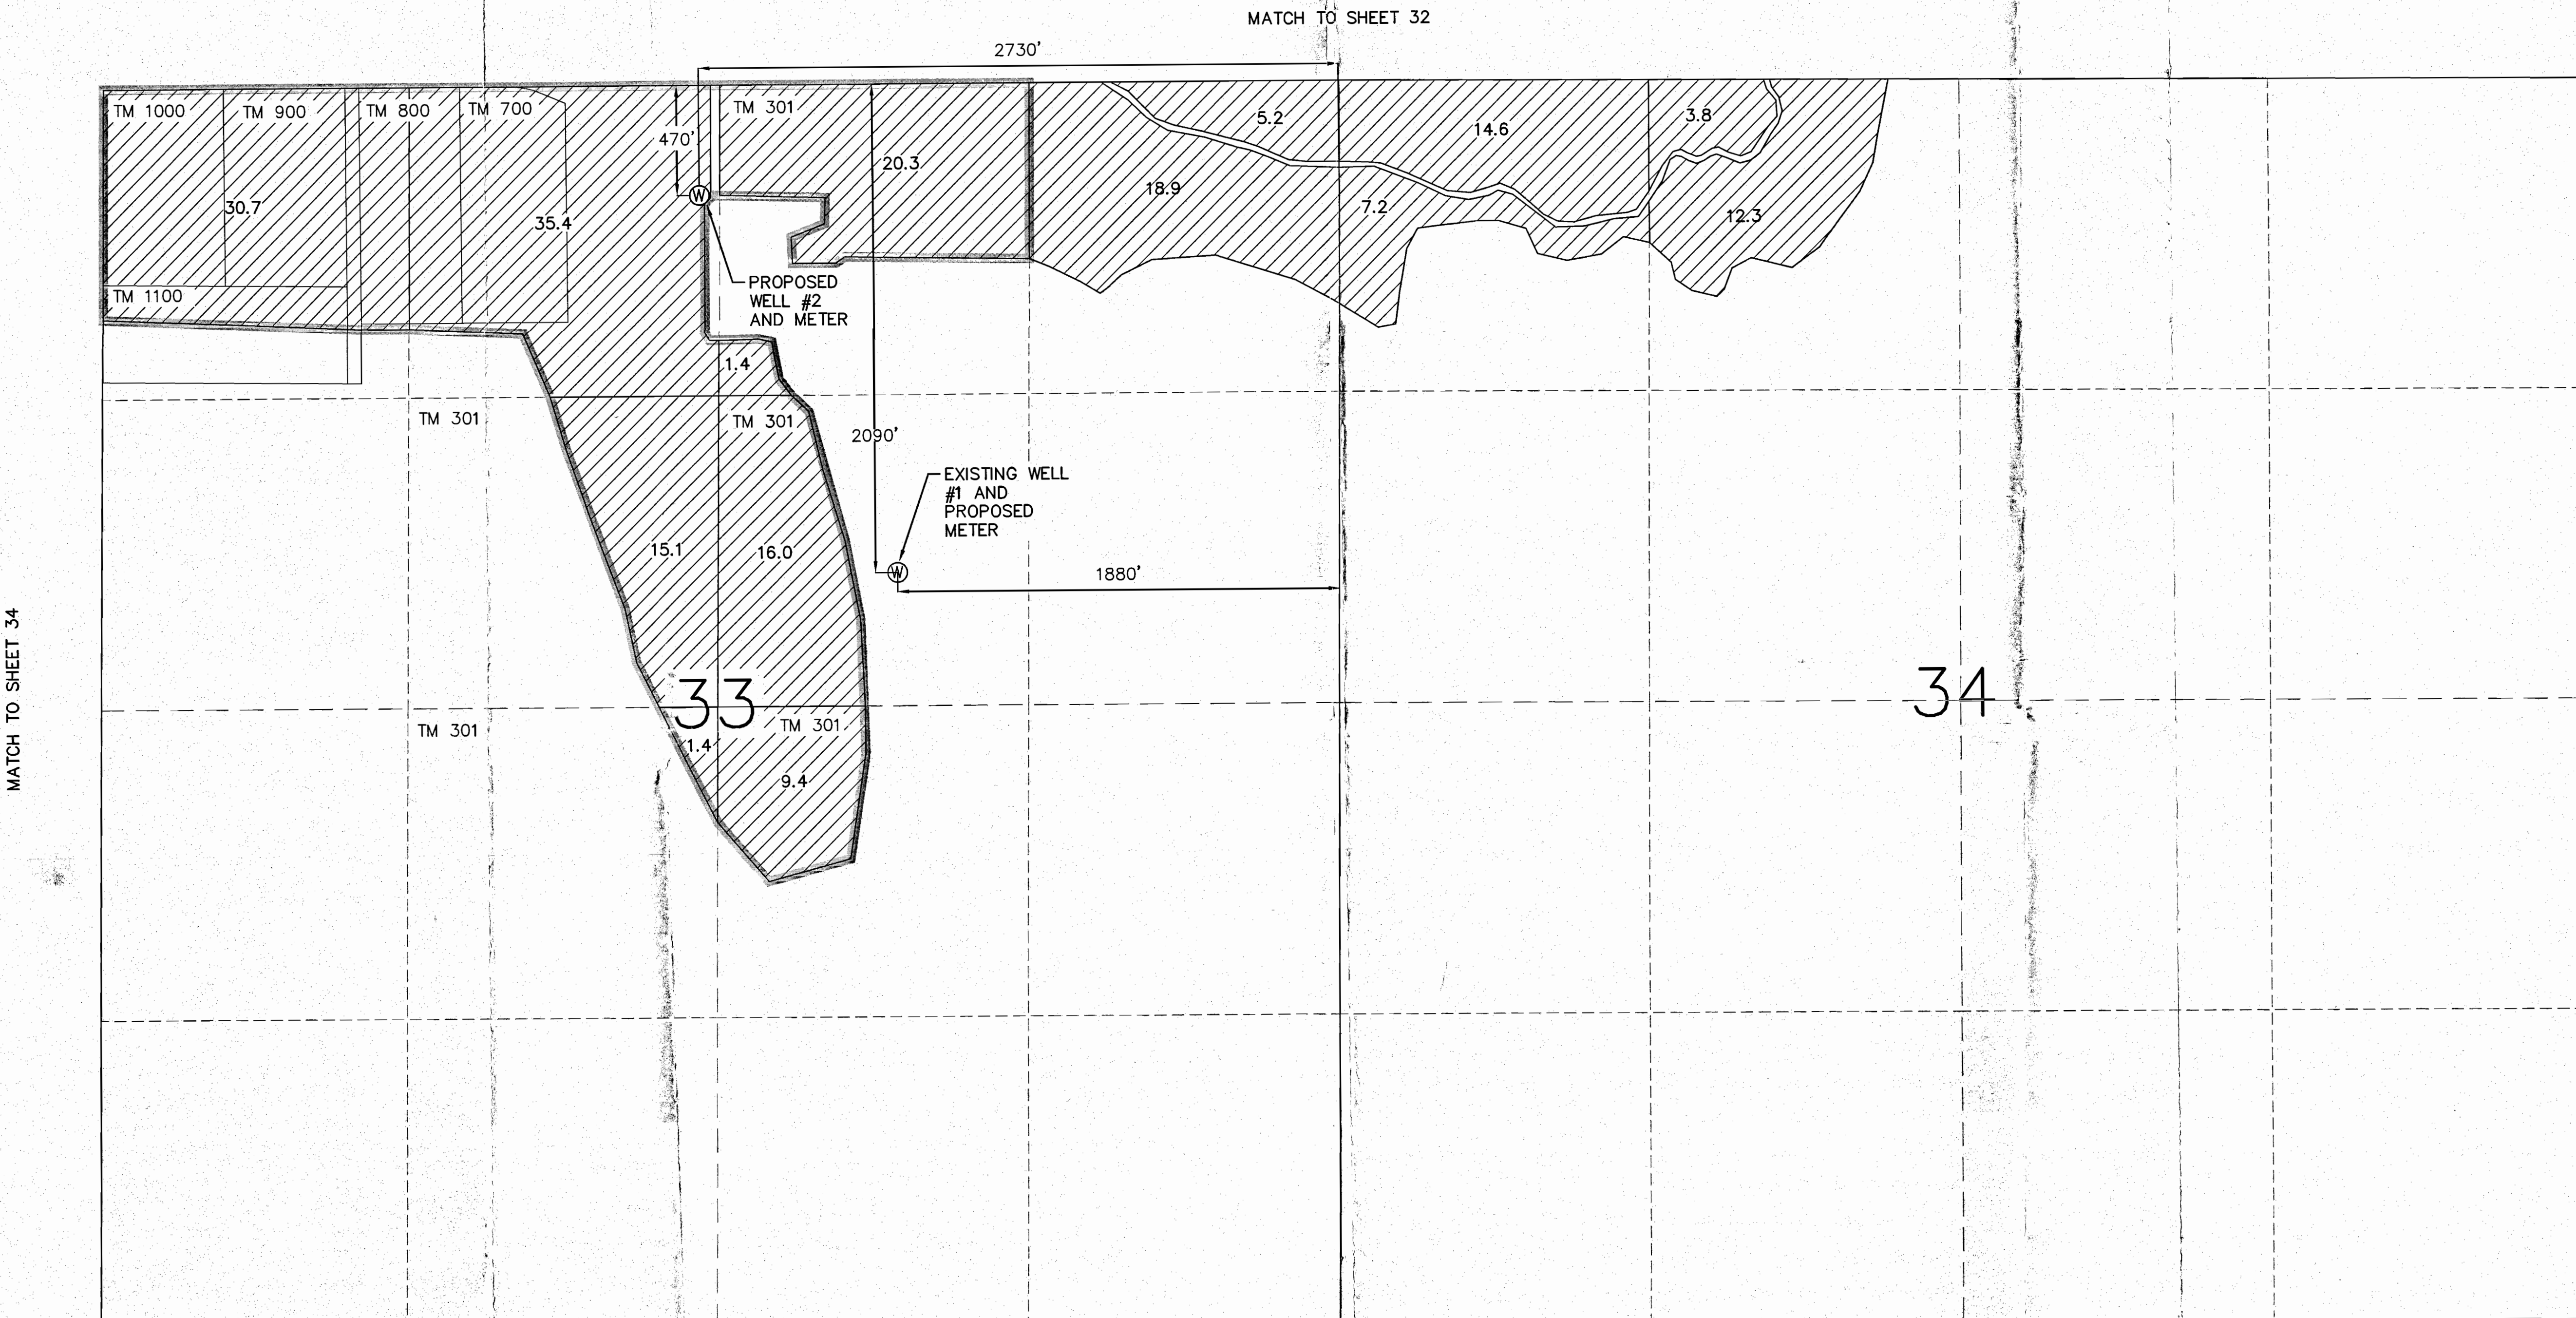 MATCH TO SHEET 32
2730'
TM 1000
TM 900
TM 800
TM 700
TM 301
470'
5.2
14.6
3.8
20.3
18.9
7.2
12.3
30.7
35.4
W
PROPOSED
WELL #2
AND METER
TM 1100
1.4
TM 301
TM 301
2090'
EXISTING WELL
#1 AND
PROPOSED
METER
15.1
16.0
W
1880'
MATCH TO SHEET 34
33
34
TM 301
TM 301
1.4
9.4